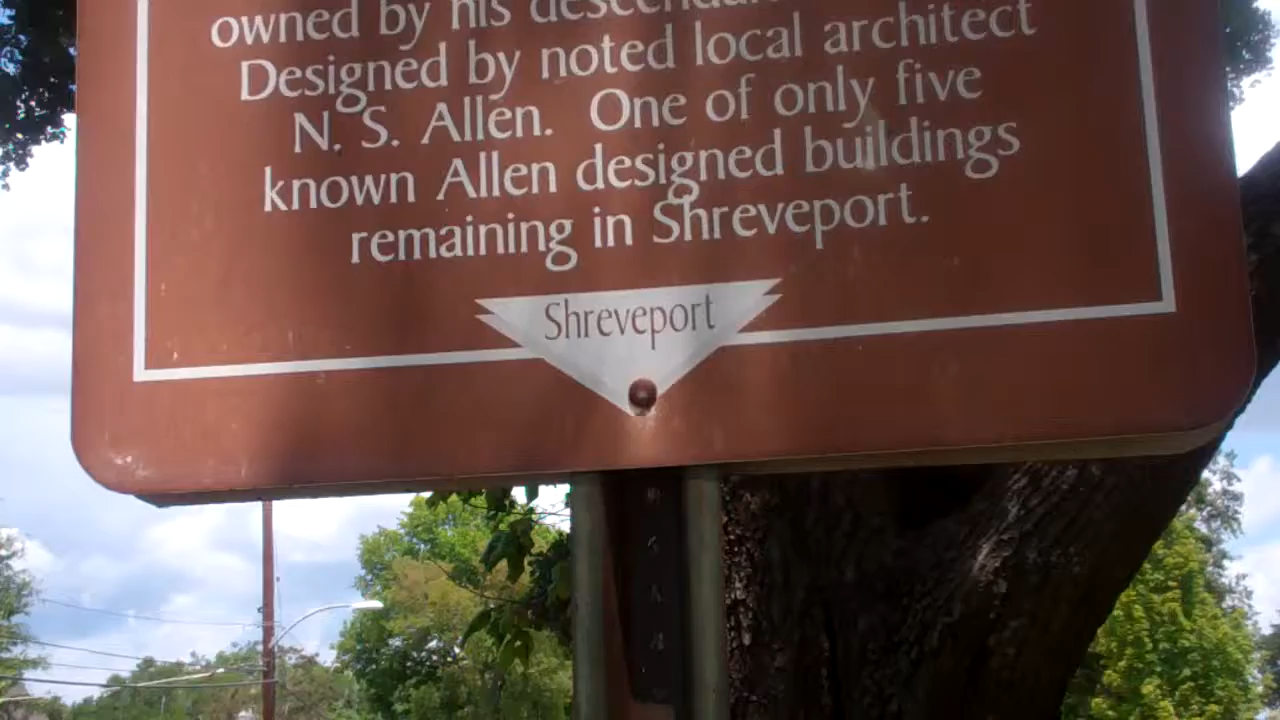 owned by his
Designed by noted local architect
N. S. Allen. One of only five
known Allen designed buildings
remaining in Shreveport.
Shreveport